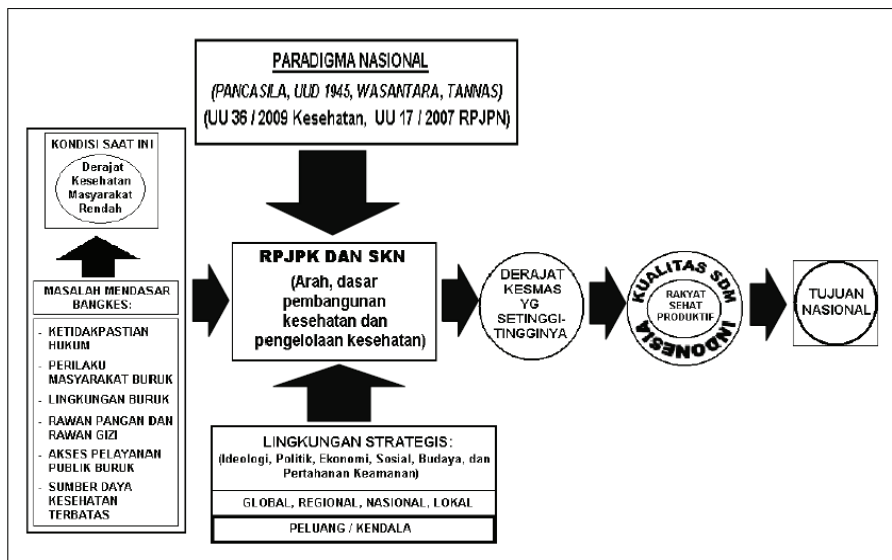 PARADIGMA NASIONAL
(PANCASILA, UUD 1945, WASANTARA, TANNAS)
(UU 36 / 2009 Kesehatan, UU 17 / 2007 RPJPN)
KONDISI SAAT INI
Derajat
Kesehatan
Masyarakat
Rendah
MASALAH MENDASAR
BANGKES:
- KETIDAKPASTIAN
HUKUM
- PERILAKU
MASYARAKAT BURUK
- LINGKUNGAN BURUK
- RAWAN PANGAN DAN
RAWAN GIZI
- AKSES PELAYANAN
PUBLIK BURUK
- SUMBER DAYA
KESEHATAN
TERBATAS
RPJPK DAN SKN
(Arah, dasar
pembangunan
kesehatan dan
pengelolaan kesehatan)
LINGKUNGAN STRATEGIS:
(Ideologi, Politik, Ekonomi, Sosial, Budaya, dan
Pertahanan Keamanan)
GLOBAL, REGIONAL, NASIONAL, LOKAL
PELUANG / KENDALA
DERAJAT
KESMAS
YG
SETINGGI-
TINGGINYA
KUALITAS SDM
INDONESIA
RAKYAT
SEHAT
PRODUKTIF
TUJUAN
NASIONAL